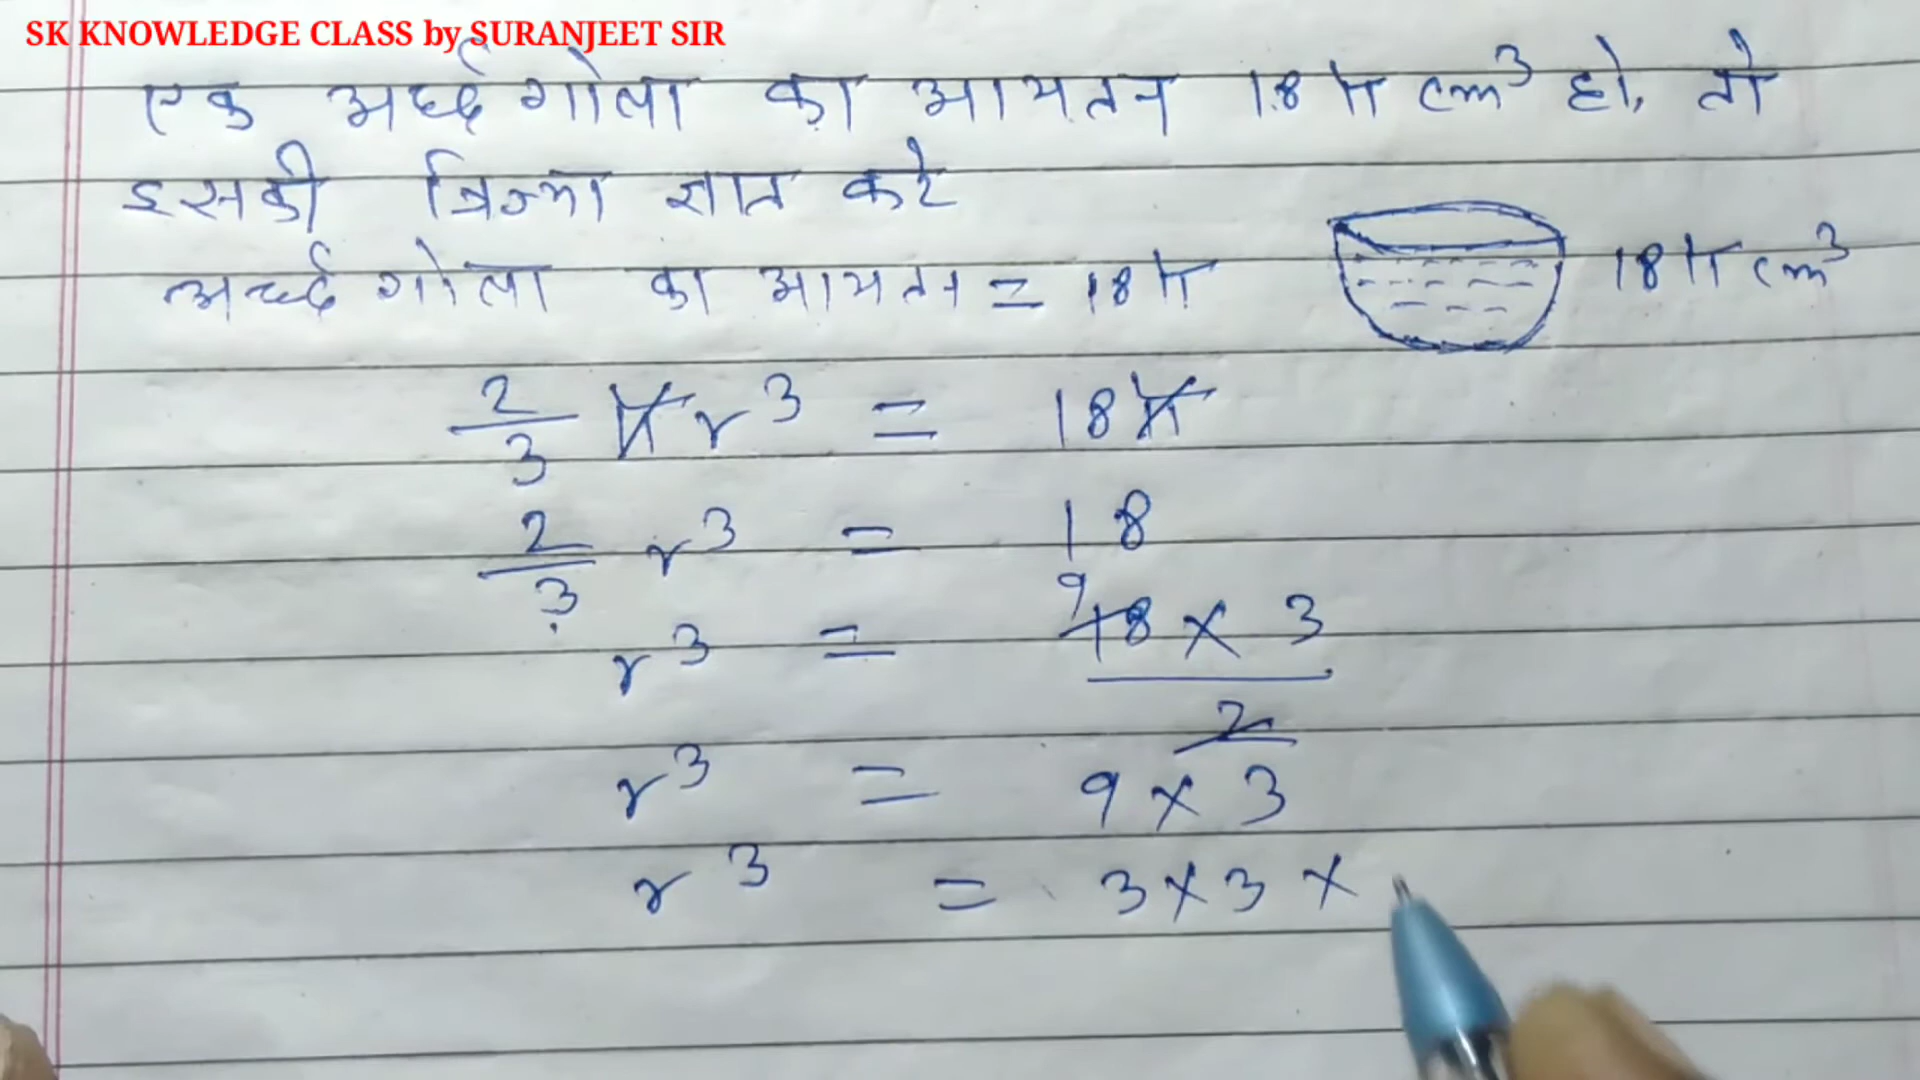 SK KNOWLEDGE CLASS by SURANJEET SIR
एक अर्घ्द गोला का आयतन 18π cm³ हो, तो
इसकी त्रिज्या ज्ञात करे
अर्घ्द गोला का आयतन = 18π
18π cm³
2/3 πr³ = 18π
2/3 r³ = 18
9
r³ = 18 × 3 / 2
r³ = 9 × 3
r³ = 3 × 3 ×